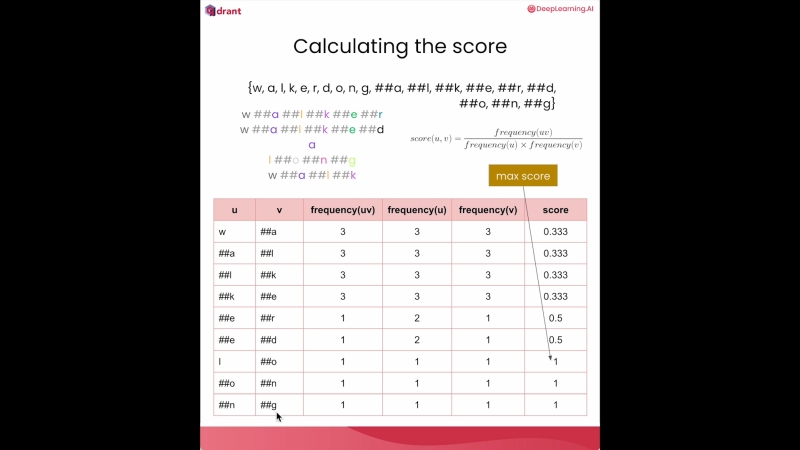 drant
DeepLearning.AI
Calculating the score
{w, a, l, k, e, r, d, o, n, g, ##a, ##l, ##k, ##e, ##r, ##d,
##o, ##n, ##g}
w ##a ##l ##k ##e ##r
w ##a ##l ##k ##e ##d
a
l ##o ##n ##g
w ##a ##l ##k
score(u, v) = frequency(uv) / frequency(u) × frequency(v)
max score
u v frequency(uv) frequency(u) frequency(v) score
w ##a 3 3 3 0.333
##a ##l 3 3 3 0.333
##l ##k 3 3 3 0.333
##k ##e 3 3 3 0.333
##e ##r 1 2 1 0.5
##e ##d 1 2 1 0.5
l ##o 1 1 1 1
##o ##n 1 1 1 1
##n ##g 1 1 1 1